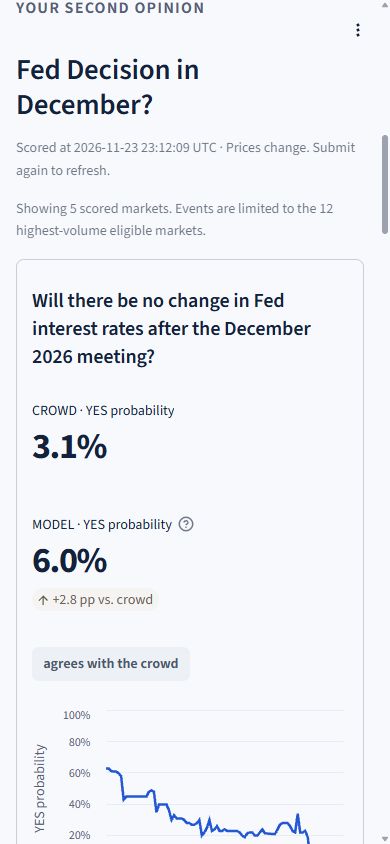 YOUR SECOND OPINION
Fed Decision in
December?
Scored at 2026-11-23 23:12:09 UTC · Prices change. Submit
again to refresh.
Showing 5 scored markets. Events are limited to the 12
highest-volume eligible markets.
Will there be no change in Fed
interest rates after the December
2026 meeting?
CROWD · YES probability
3.1%
MODEL · YES probability ?
6.0%
↑ +2.8 pp vs. crowd
agrees with the crowd
100%
80%
60%
40%
20%
YES probability